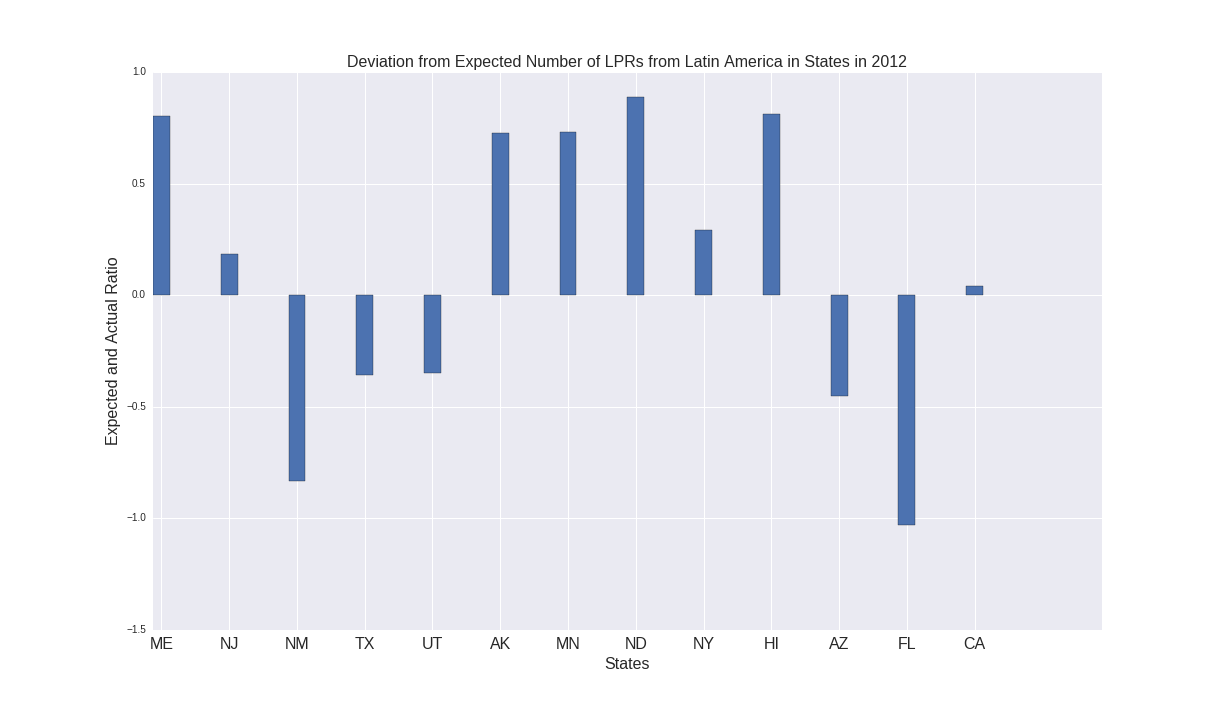 Deviation from Expected Number of LPRs from Latin America in States in 2012
1.0
0.5
0.0
−0.5
−1.0
−1.5
Expected and Actual Ratio
ME NJ NM TX UT AK MN ND NY HI AZ FL CA
States